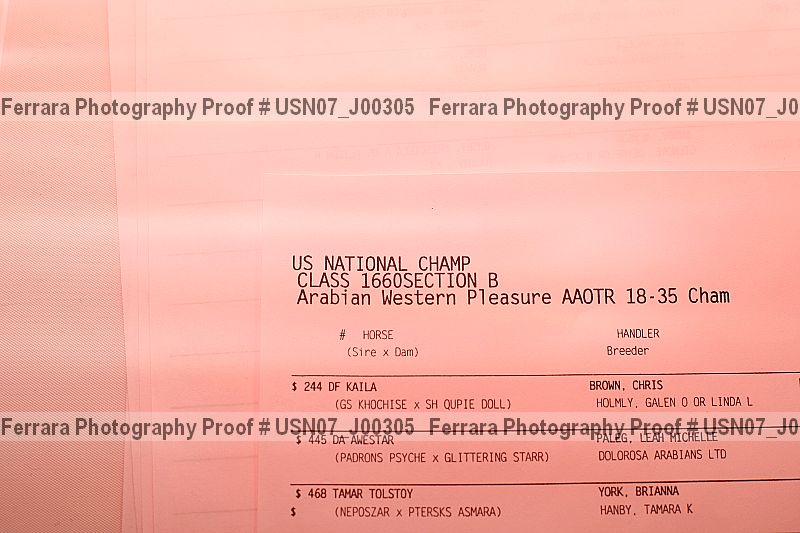 Ferrara Photography Proof # USN07_J00305 Ferrara Photography Proof # USN07_J0
US NATIONAL CHAMP
CLASS 1660SECTION B
Arabian Western Pleasure AAOTR 18-35 Cham
# HORSE HANDLER
(Sire x Dam) Breeder
$ 244 DF KAILA BROWN, CHRIS
(GS KHOCHISE x SH QUPIE DOLL) HOLMLY, GALEN O OR LINDA L
Ferrara Photography Proof # USN07_J00305 Ferrara Photography Proof # USN07_J0
$ 445 DA AWESTAR PALEG, LEAH MICHELLE
(PADRONS PSYCHE x GLITTERING STARR) DOLOROSA ARABIANS LTD
$ 468 TAMAR TOLSTOY YORK, BRIANNA
$ (NEPOSZAR x PTERSKS ASMARA) HANBY, TAMARA K